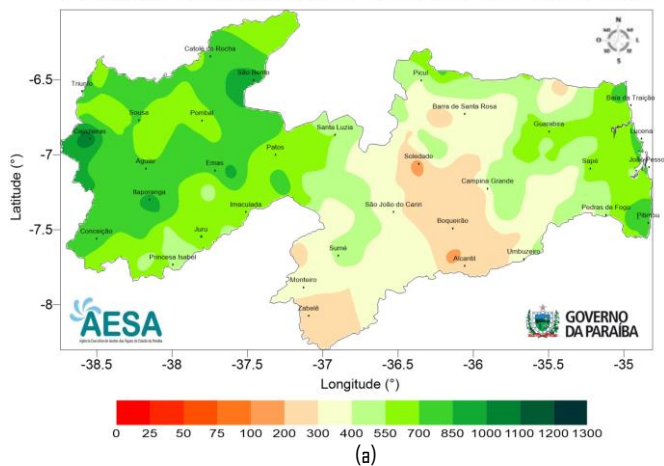 N
O L
S
-6.5
-7
-7.5
-8
Latitude (°)
Catolé do Rocha
São Bento
Triunfo
Sousa
Pombal
Cajazeiras
Aguiar
Emas
Patos
Itaporanga
Imaculada
Conceição
Juru
Princesa Isabel
Santa Luzia
Picuí
Barra de Santa Rosa
Soledade
Campina Grande
São João do Cariri
Boqueirão
Sumé
Monteiro
Alcantil
Umbuzeiro
Zabelê
Baía da Traição
Guarabira
Lucena
Sapé
João Pesso
Pedras de Fogo
Pitimbu
AESA
GOVERNO
DA PARAÍBA
-38.5 -38 -37.5 -37 -36.5 -36 -35.5 -35
Longitude (°)
0 25 50 75 100 200 300 400 550 700 850 1000 1100 1200 1300
(a)